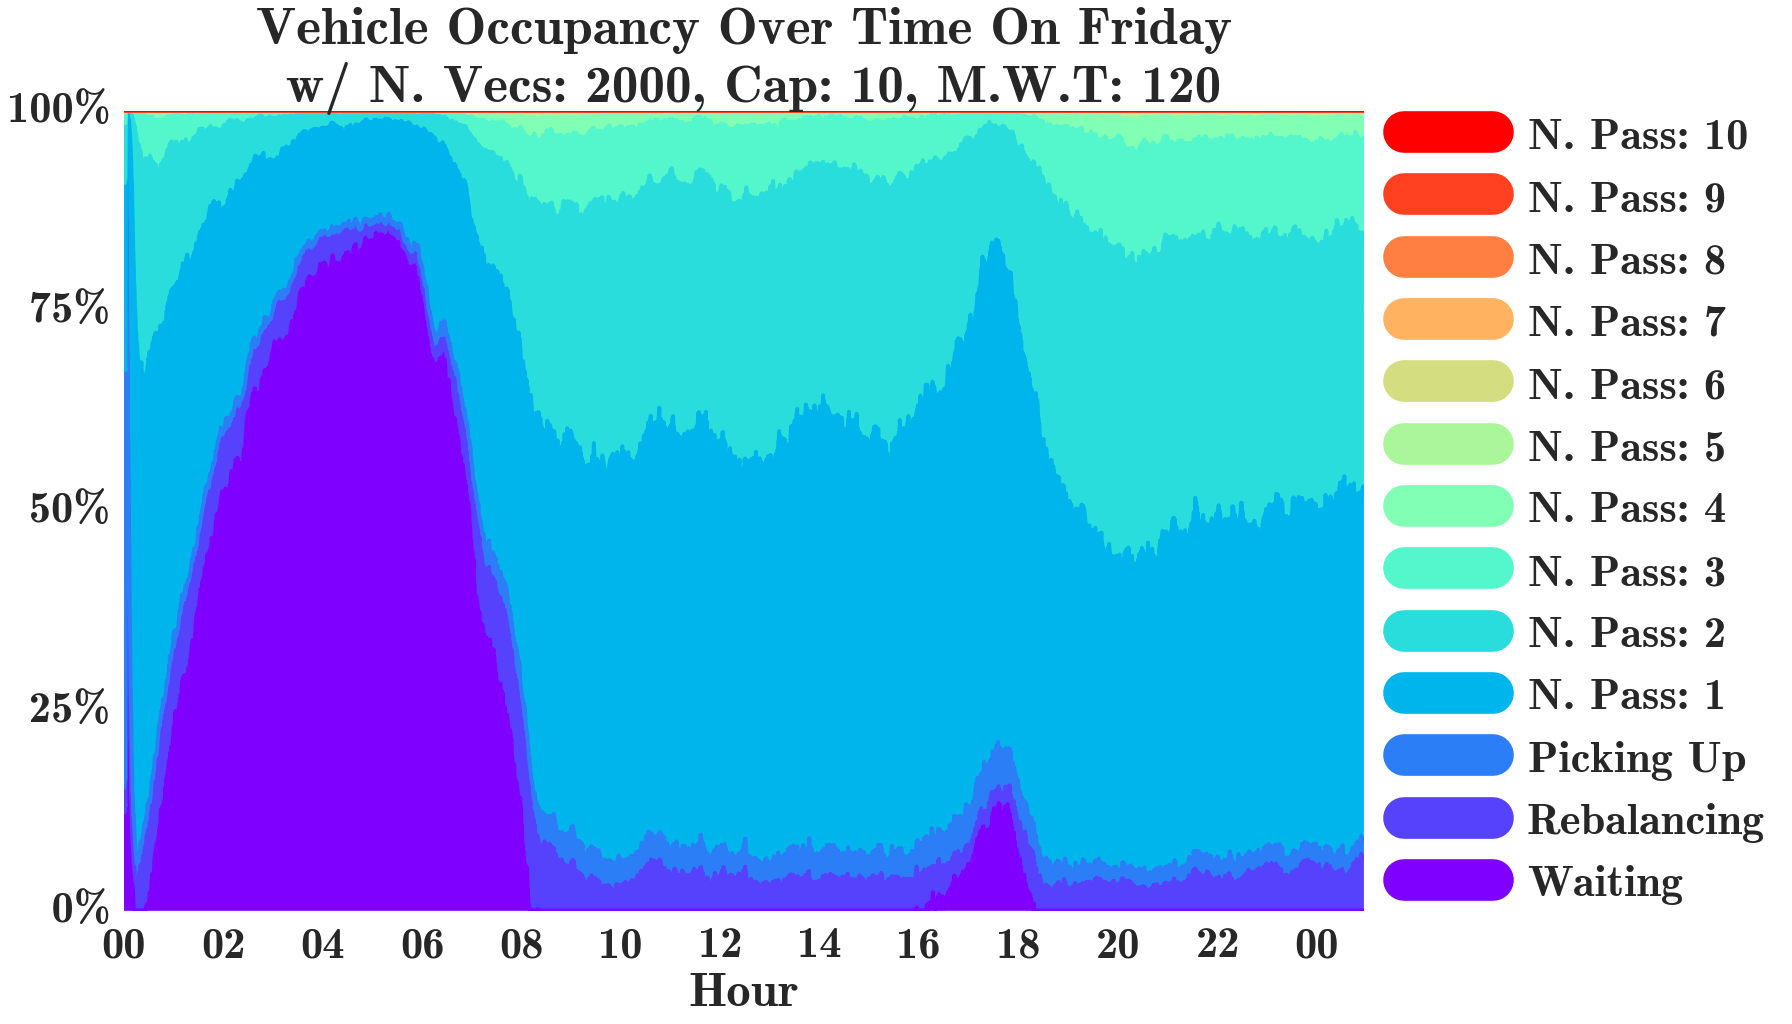 Vehicle Occupancy Over Time On Friday
w/ N. Vecs: 2000, Cap: 10, M.W.T: 120
100%
75%
50%
25%
0%
00 02 04 06 08 10 12 14 16 18 20 22 00
Hour
N. Pass: 10
N. Pass: 9
N. Pass: 8
N. Pass: 7
N. Pass: 6
N. Pass: 5
N. Pass: 4
N. Pass: 3
N. Pass: 2
N. Pass: 1
Picking Up
Rebalancing
Waiting